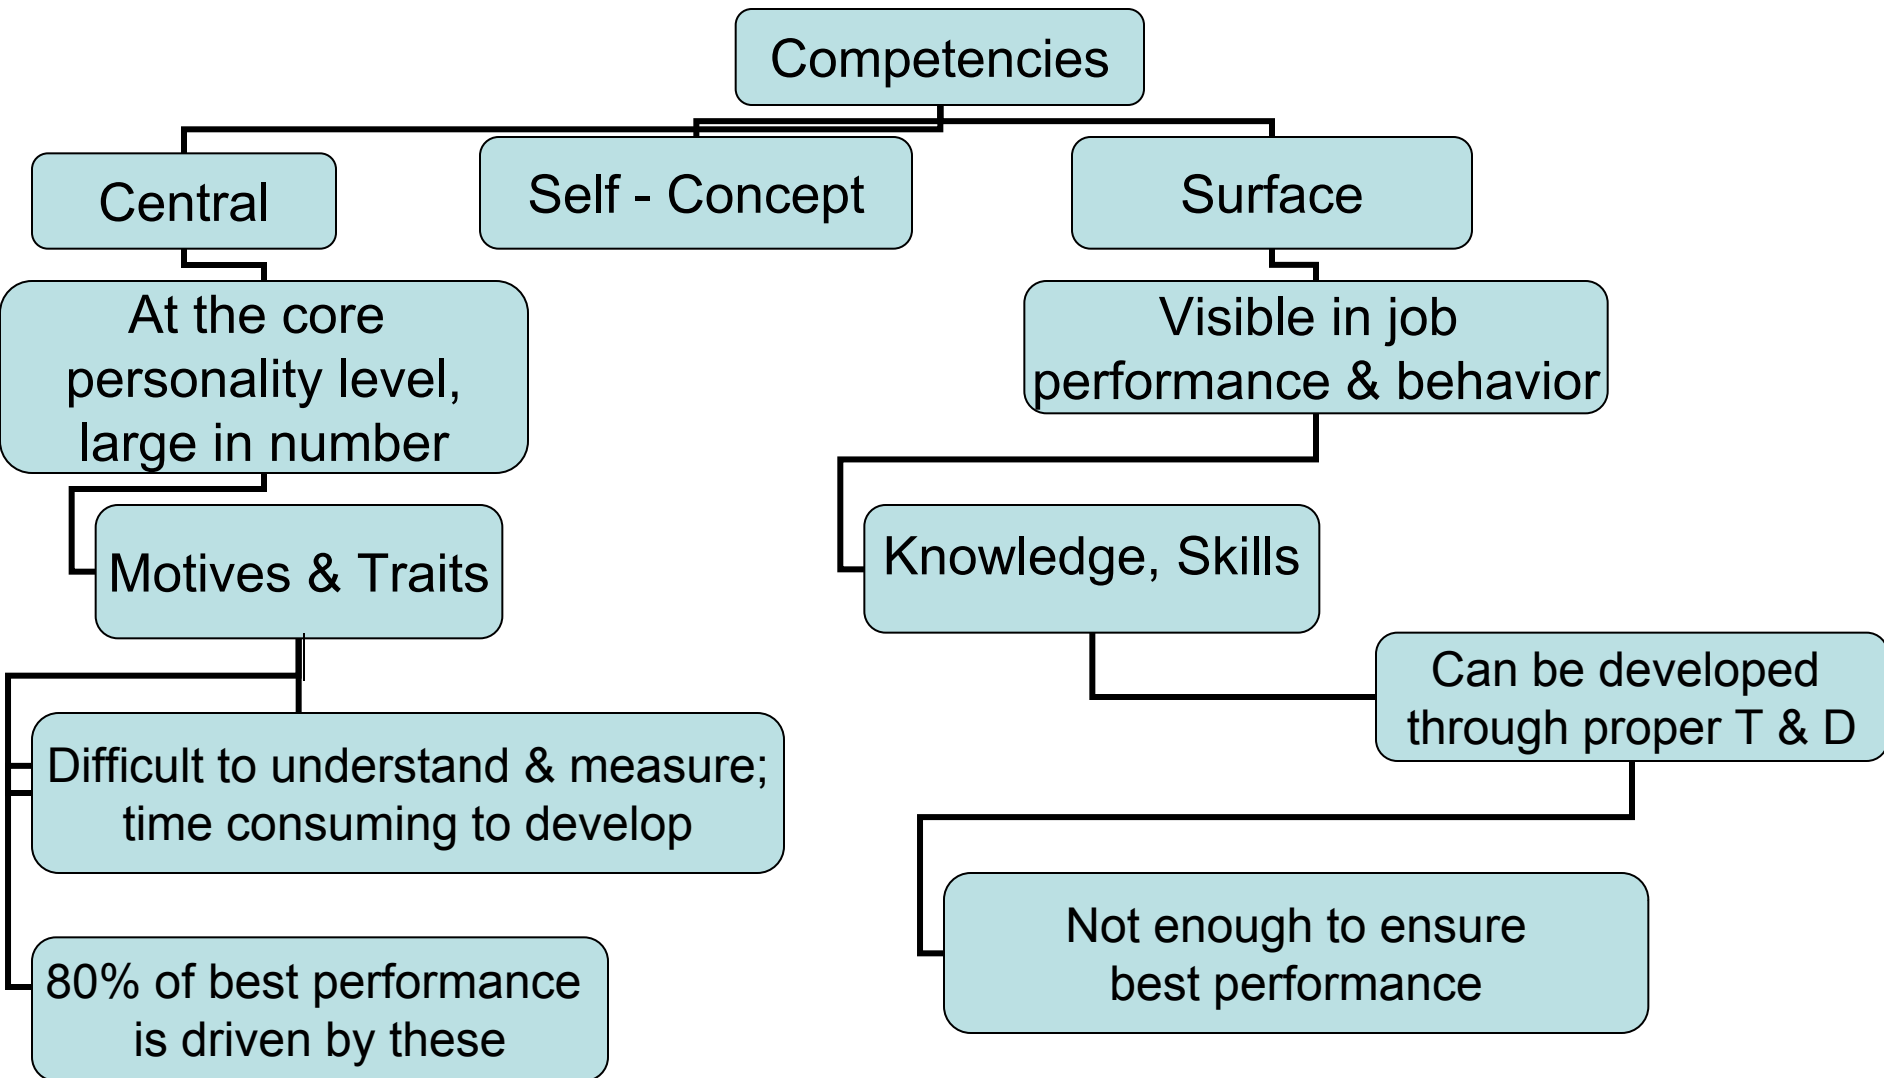 Competencies
Central
Self - Concept
Surface
At the core
personality level,
large in number
Visible in job
performance & behavior
Motives & Traits
Knowledge, Skills
Can be developed
through proper T & D
Difficult to understand & measure;
time consuming to develop
Not enough to ensure
best performance
80% of best performance
is driven by these